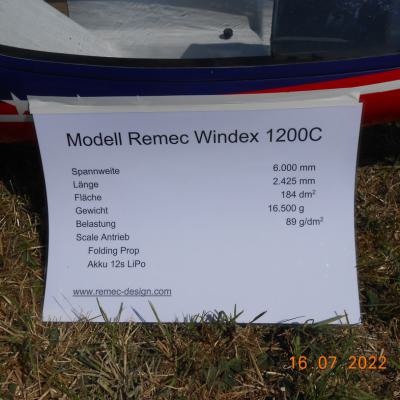 Modell Remec Windex 1200C
Spannweite 6.000 mm
Länge 2.425 mm
Fläche 184 dm²
Gewicht 16.500 g
Belastung 89 g/dm²
Scale Antrieb
Folding Prop
Akku 12s LiPo
www.remec-design.com
16.07.2022